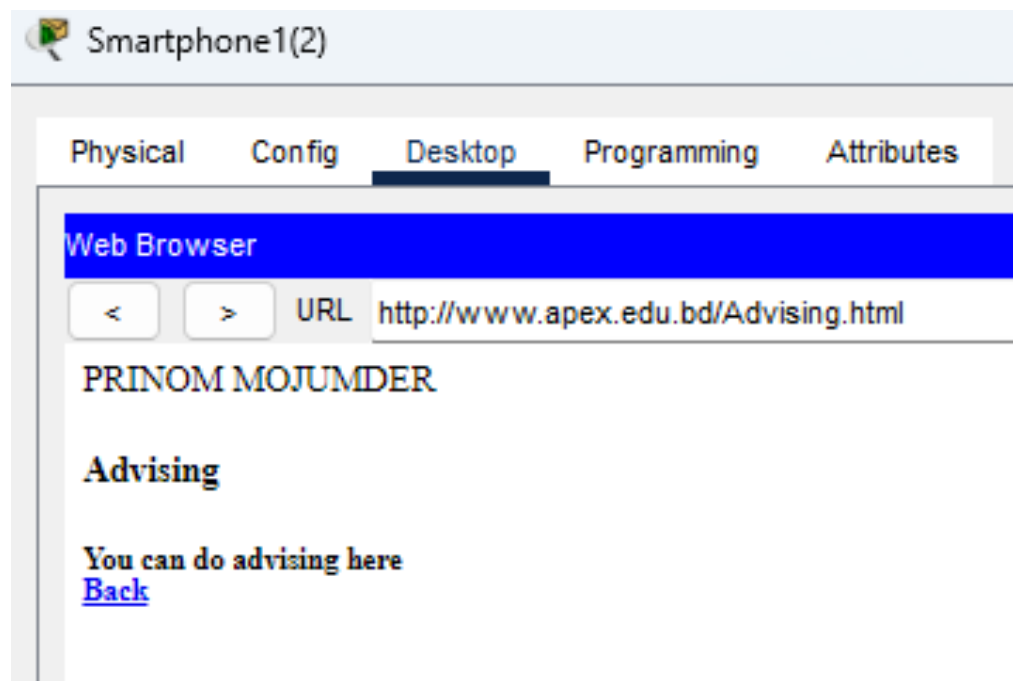 Smartphone1(2)
Physical Config Desktop Programming Attributes
Web Browser
< > URL http://www.apex.edu.bd/Advising.html
PRINOM MOJUMDER
Advising
You can do advising here
Back